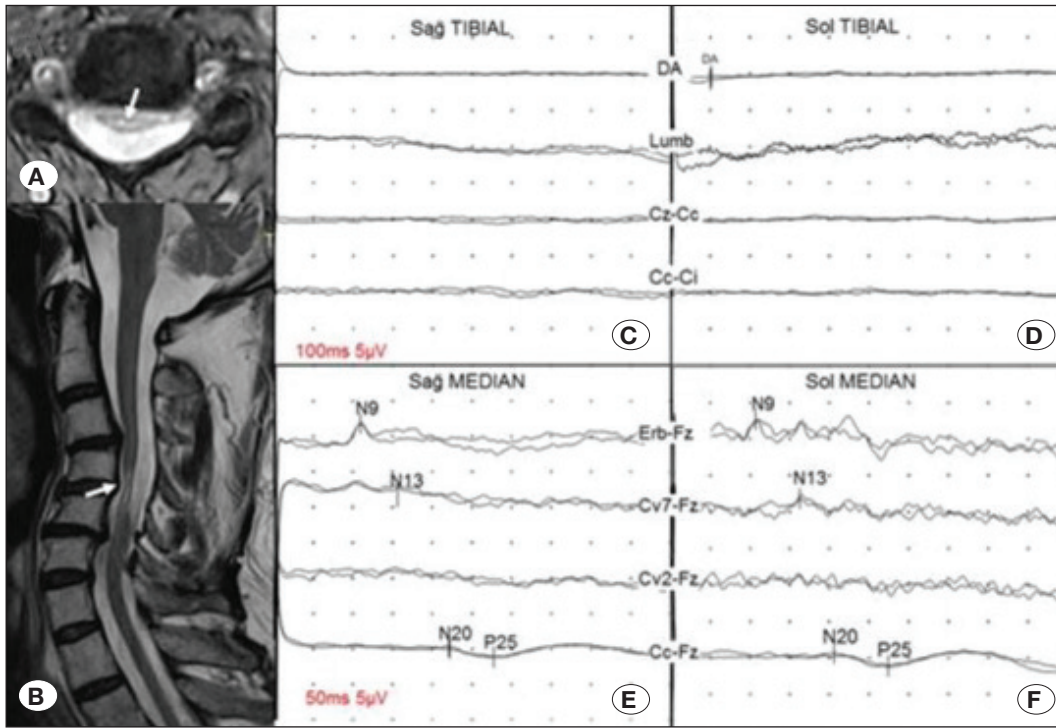 A
B
Sağ TIBIAL
Sol TIBIAL
DA
DA
Lumb
Cz-Cc
Cc-Ci
100ms 5µV
C
D
Sağ MEDIAN
Sol MEDIAN
N9
N9
Erb-Fz
N13
N13
Cv7-Fz
Cv2-Fz
N20
P25
Cc-Fz
N20
P25
50ms 5µV
E
F